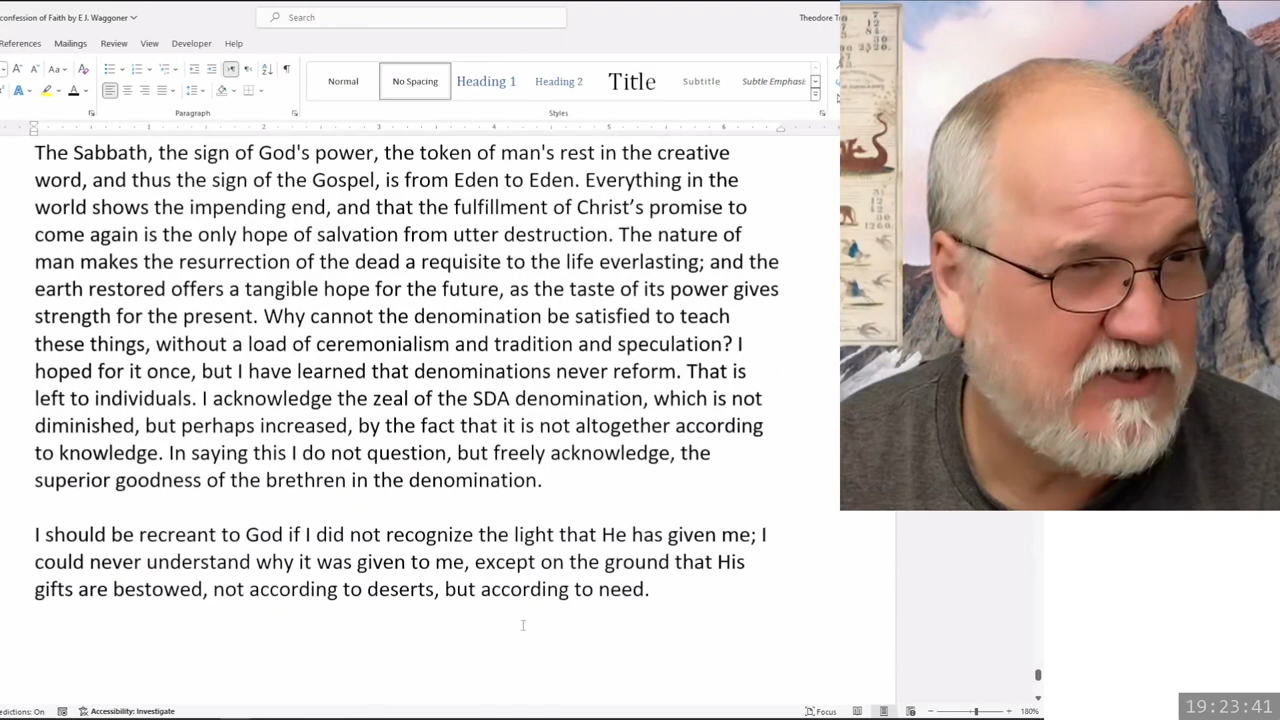 confession of Faith by E.J. Waggoner
Search
Theodore
References Mailings Review View Developer Help
Normal No Spacing Heading 1 Heading 2 Title Subtitle Subtle Emphasi
Paragraph Styles
1 2 3 4 5 6
The Sabbath, the sign of God's power, the token of man's rest in the creative
word, and thus the sign of the Gospel, is from Eden to Eden. Everything in the
world shows the impending end, and that the fulfillment of Christ’s promise to
come again is the only hope of salvation from utter destruction. The nature of
man makes the resurrection of the dead a requisite to the life everlasting; and the
earth restored offers a tangible hope for the future, as the taste of its power gives
strength for the present. Why cannot the denomination be satisfied to teach
these things, without a load of ceremonialism and tradition and speculation? I
hoped for it once, but I have learned that denominations never reform. That is
left to individuals. I acknowledge the zeal of the SDA denomination, which is not
diminished, but perhaps increased, by the fact that it is not altogether according
to knowledge. In saying this I do not question, but freely acknowledge, the
superior goodness of the brethren in the denomination.
I should be recreant to God if I did not recognize the light that He has given me; I
could never understand why it was given to me, except on the ground that His
gifts are bestowed, not according to deserts, but according to need.
edictions: On Accessibility: Investigate Focus 180%
19:23:41